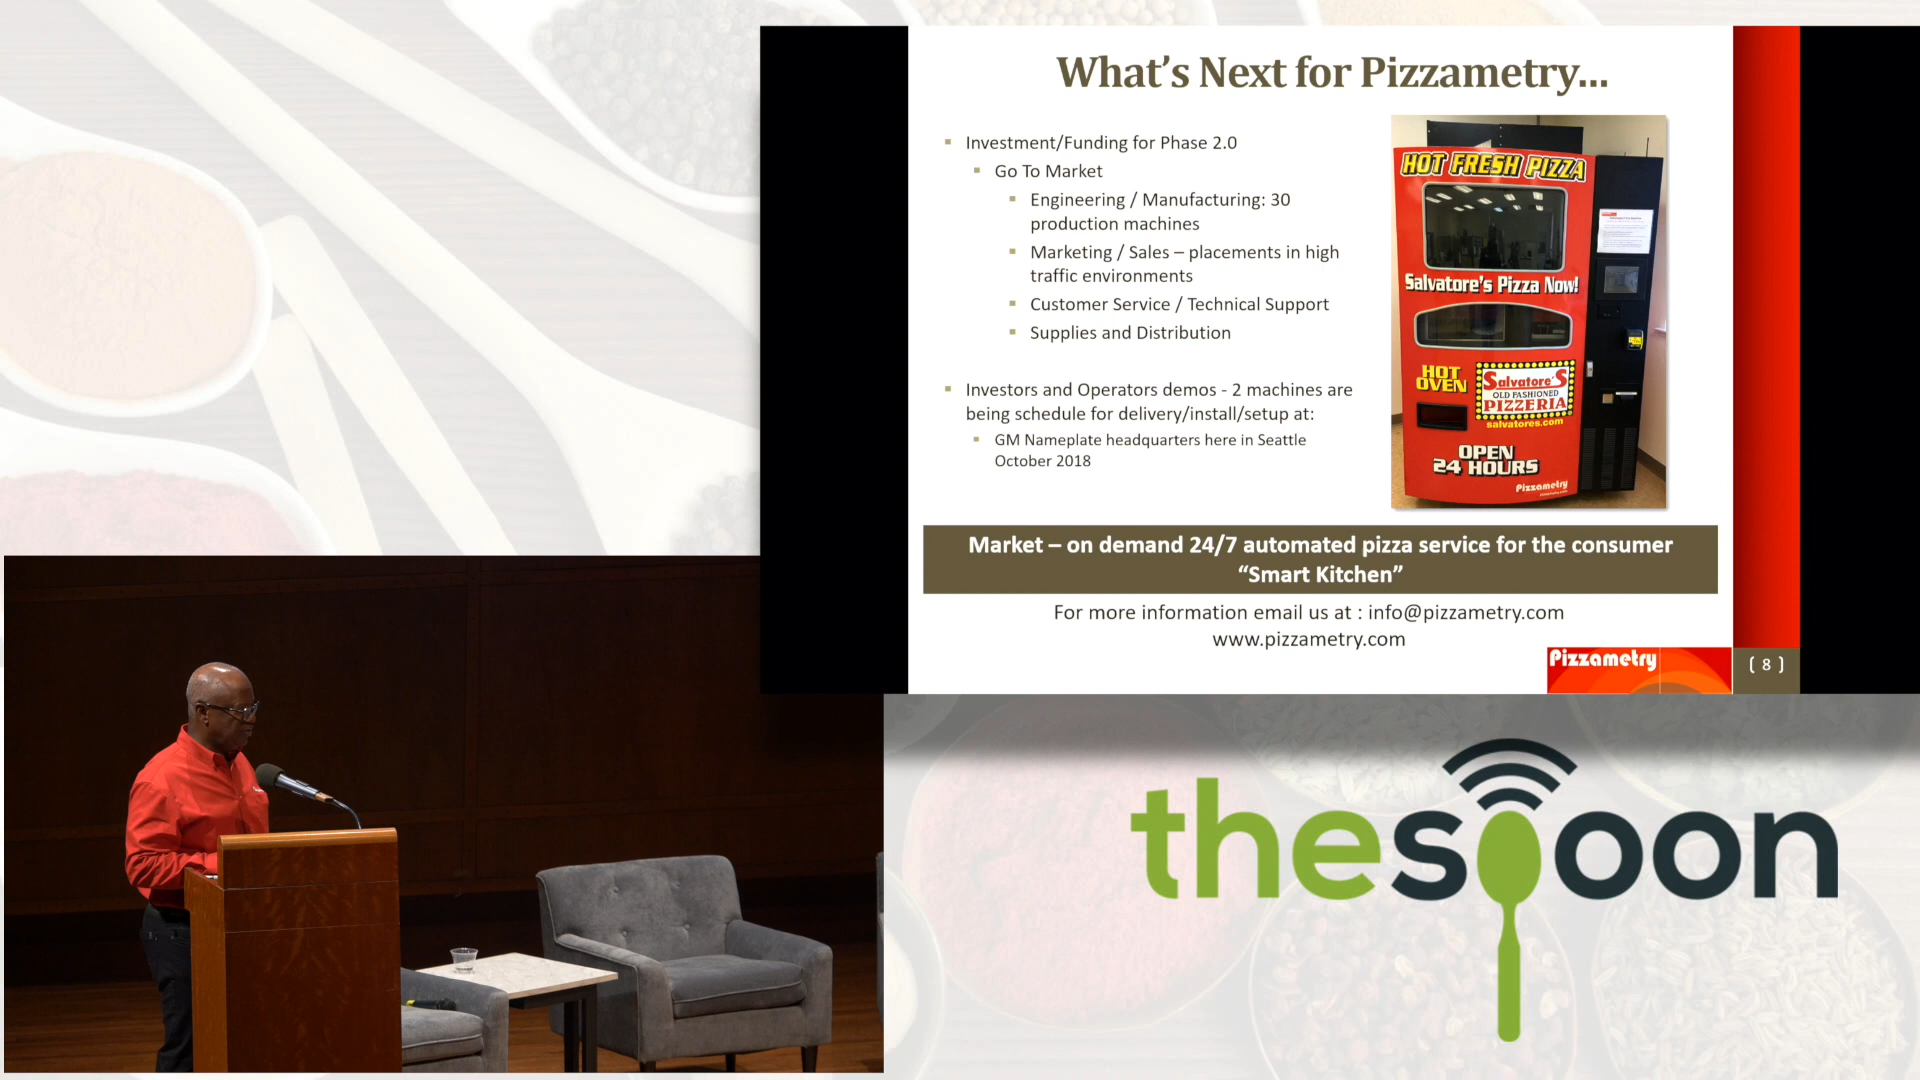 What's Next for Pizzametry...
Investment/Funding for Phase 2.0
Go To Market
Engineering / Manufacturing: 30
production machines
Marketing / Sales – placements in high
traffic environments
Customer Service / Technical Support
Supplies and Distribution
Investors and Operators demos - 2 machines are
being schedule for delivery/install/setup at:
GM Nameplate headquarters here in Seattle
October 2018
HOT FRESH PIZZA
Salvatore's Pizza Now!
HOT
OVEN
Salvatore'S
OLD FASHIONED
PIZZERIA
salvatores.com
OPEN
24 HOURS
Pizzametry
Market – on demand 24/7 automated pizza service for the consumer
“Smart Kitchen”
For more information email us at : info@pizzametry.com
www.pizzametry.com
Pizzametry
( 8 )
thespoon